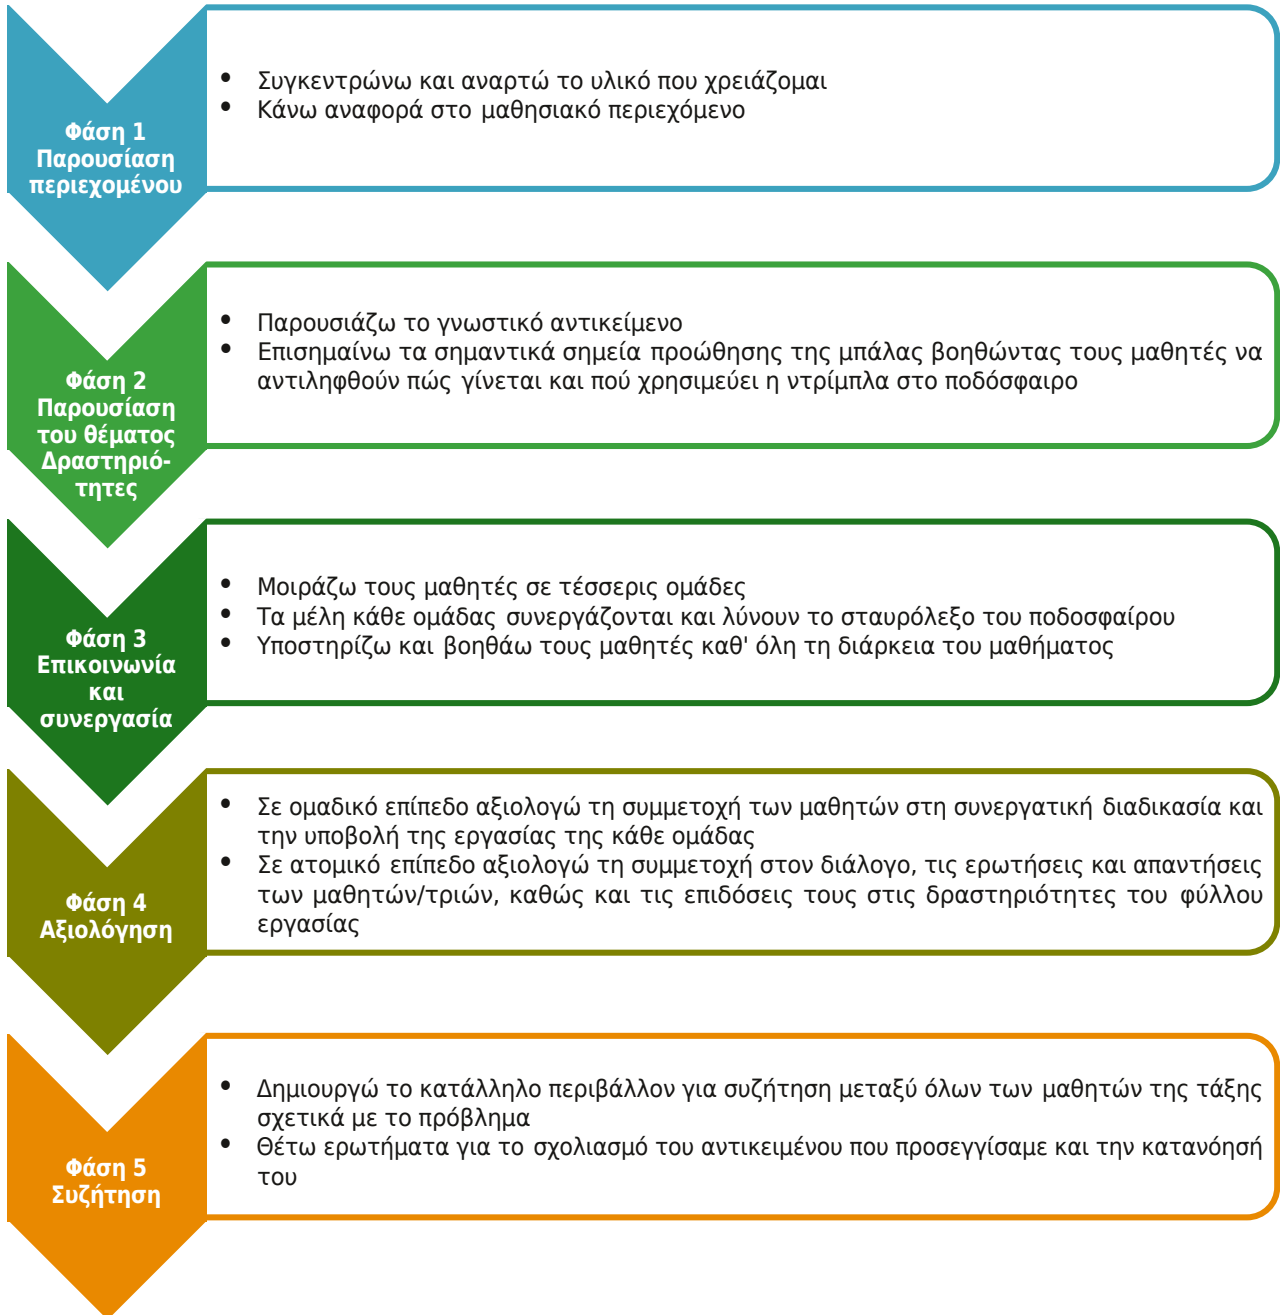 Φάση 1
Παρουσίαση
περιεχομένου
• Συγκεντρώνω και αναρτώ το υλικό που χρειάζομαι
• Κάνω αναφορά στο μαθησιακό περιεχόμενο
Φάση 2
Παρουσίαση
του θέματος
Δραστηριό-
τητες
• Παρουσιάζω το γνωστικό αντικείμενο
• Επισημαίνω τα σημαντικά σημεία προώθησης της μπάλας βοηθώντας τους μαθητές να
αντιληφθούν πώς γίνεται και πού χρησιμεύει η ντρίμπλα στο ποδόσφαιρο
Φάση 3
Επικοινωνία
και
συνεργασία
• Μοιράζω τους μαθητές σε τέσσερις ομάδες
• Τα μέλη κάθε ομάδας συνεργάζονται και λύνουν το σταυρόλεξο του ποδοσφαίρου
• Υποστηρίζω και βοηθάω τους μαθητές καθ' όλη τη διάρκεια του μαθήματος
Φάση 4
Αξιολόγηση
• Σε ομαδικό επίπεδο αξιολογώ τη συμμετοχή των μαθητών στη συνεργατική διαδικασία και
την υποβολή της εργασίας της κάθε ομάδας
• Σε ατομικό επίπεδο αξιολογώ τη συμμετοχή στον διάλογο, τις ερωτήσεις και απαντήσεις
των μαθητών/τριών, καθώς και τις επιδόσεις τους στις δραστηριότητες του φύλλου
εργασίας
Φάση 5
Συζήτηση
• Δημιουργώ το κατάλληλο περιβάλλον για συζήτηση μεταξύ όλων των μαθητών της τάξης
σχετικά με το πρόβλημα
• Θέτω ερωτήματα για το σχολιασμό του αντικειμένου που προσεγγίσαμε και την κατανόησή
του